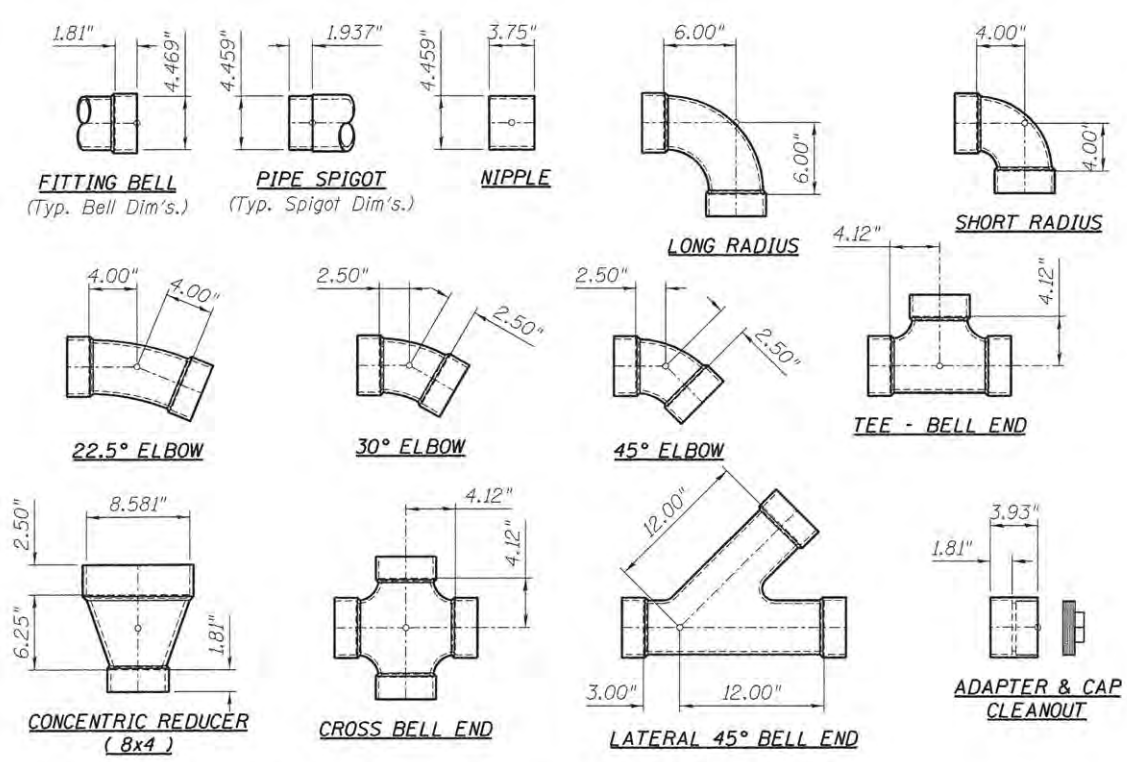 1.81"
4.469"
FITTING BELL
(Typ. Bell Dim's.)
4.459"
1.937"
PIPE SPIGOT
(Typ. Spigot Dim's.)
4.459"
3.75"
NIPPLE
6.00"
6.00"
LONG RADIUS
4.00"
4.00"
SHORT RADIUS
4.00"
4.00"
22.5° ELBOW
2.50"
2.50"
30° ELBOW
2.50"
2.50"
45° ELBOW
4.12"
4.12"
TEE - BELL END
2.50"
8.581"
6.25"
1.81"
CONCENTRIC REDUCER
( 8x4 )
4.12"
4.12"
CROSS BELL END
12.00"
3.00"
12.00"
LATERAL 45° BELL END
3.93"
1.81"
ADAPTER & CAP
CLEANOUT